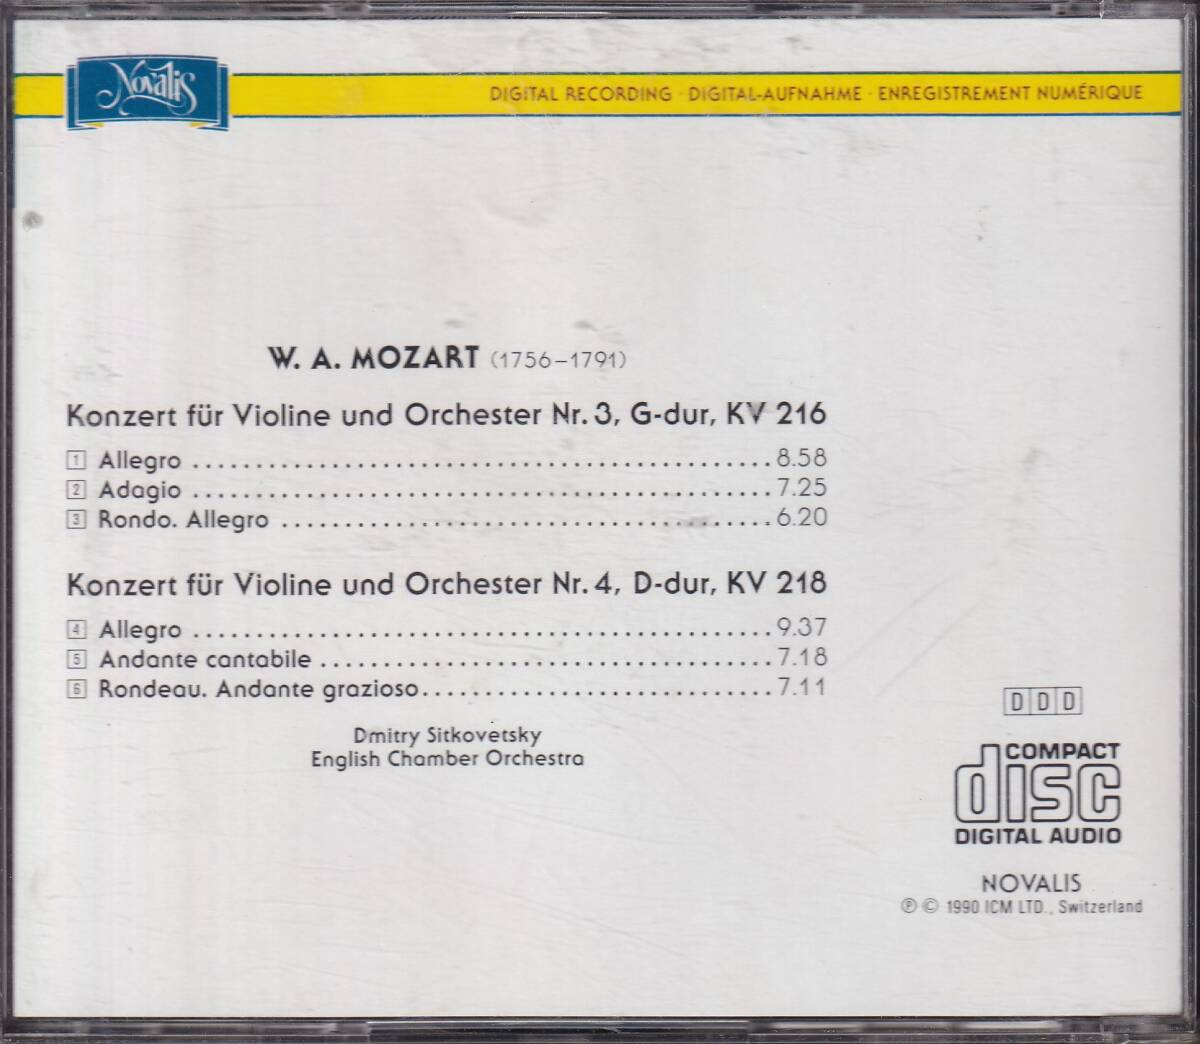 Novalis
DIGITAL RECORDING · DIGITAL-AUFNAHME · ENREGISTREMENT NUMÉRIQUE
W. A. MOZART (1756–1791)
Konzert für Violine und Orchester Nr. 3, G-dur, KV 216
1 Allegro 8.58
2 Adagio 7.25
3 Rondo. Allegro 6.20
Konzert für Violine und Orchester Nr. 4, D-dur, KV 218
4 Allegro 9.37
5 Andante cantabile 7.18
6 Rondeau. Andante grazioso 7.11
Dmitry Sitkovetsky
English Chamber Orchestra
DDD
COMPACT
disc
DIGITAL AUDIO
NOVALIS
℗ © 1990 ICM LTD., Switzerland